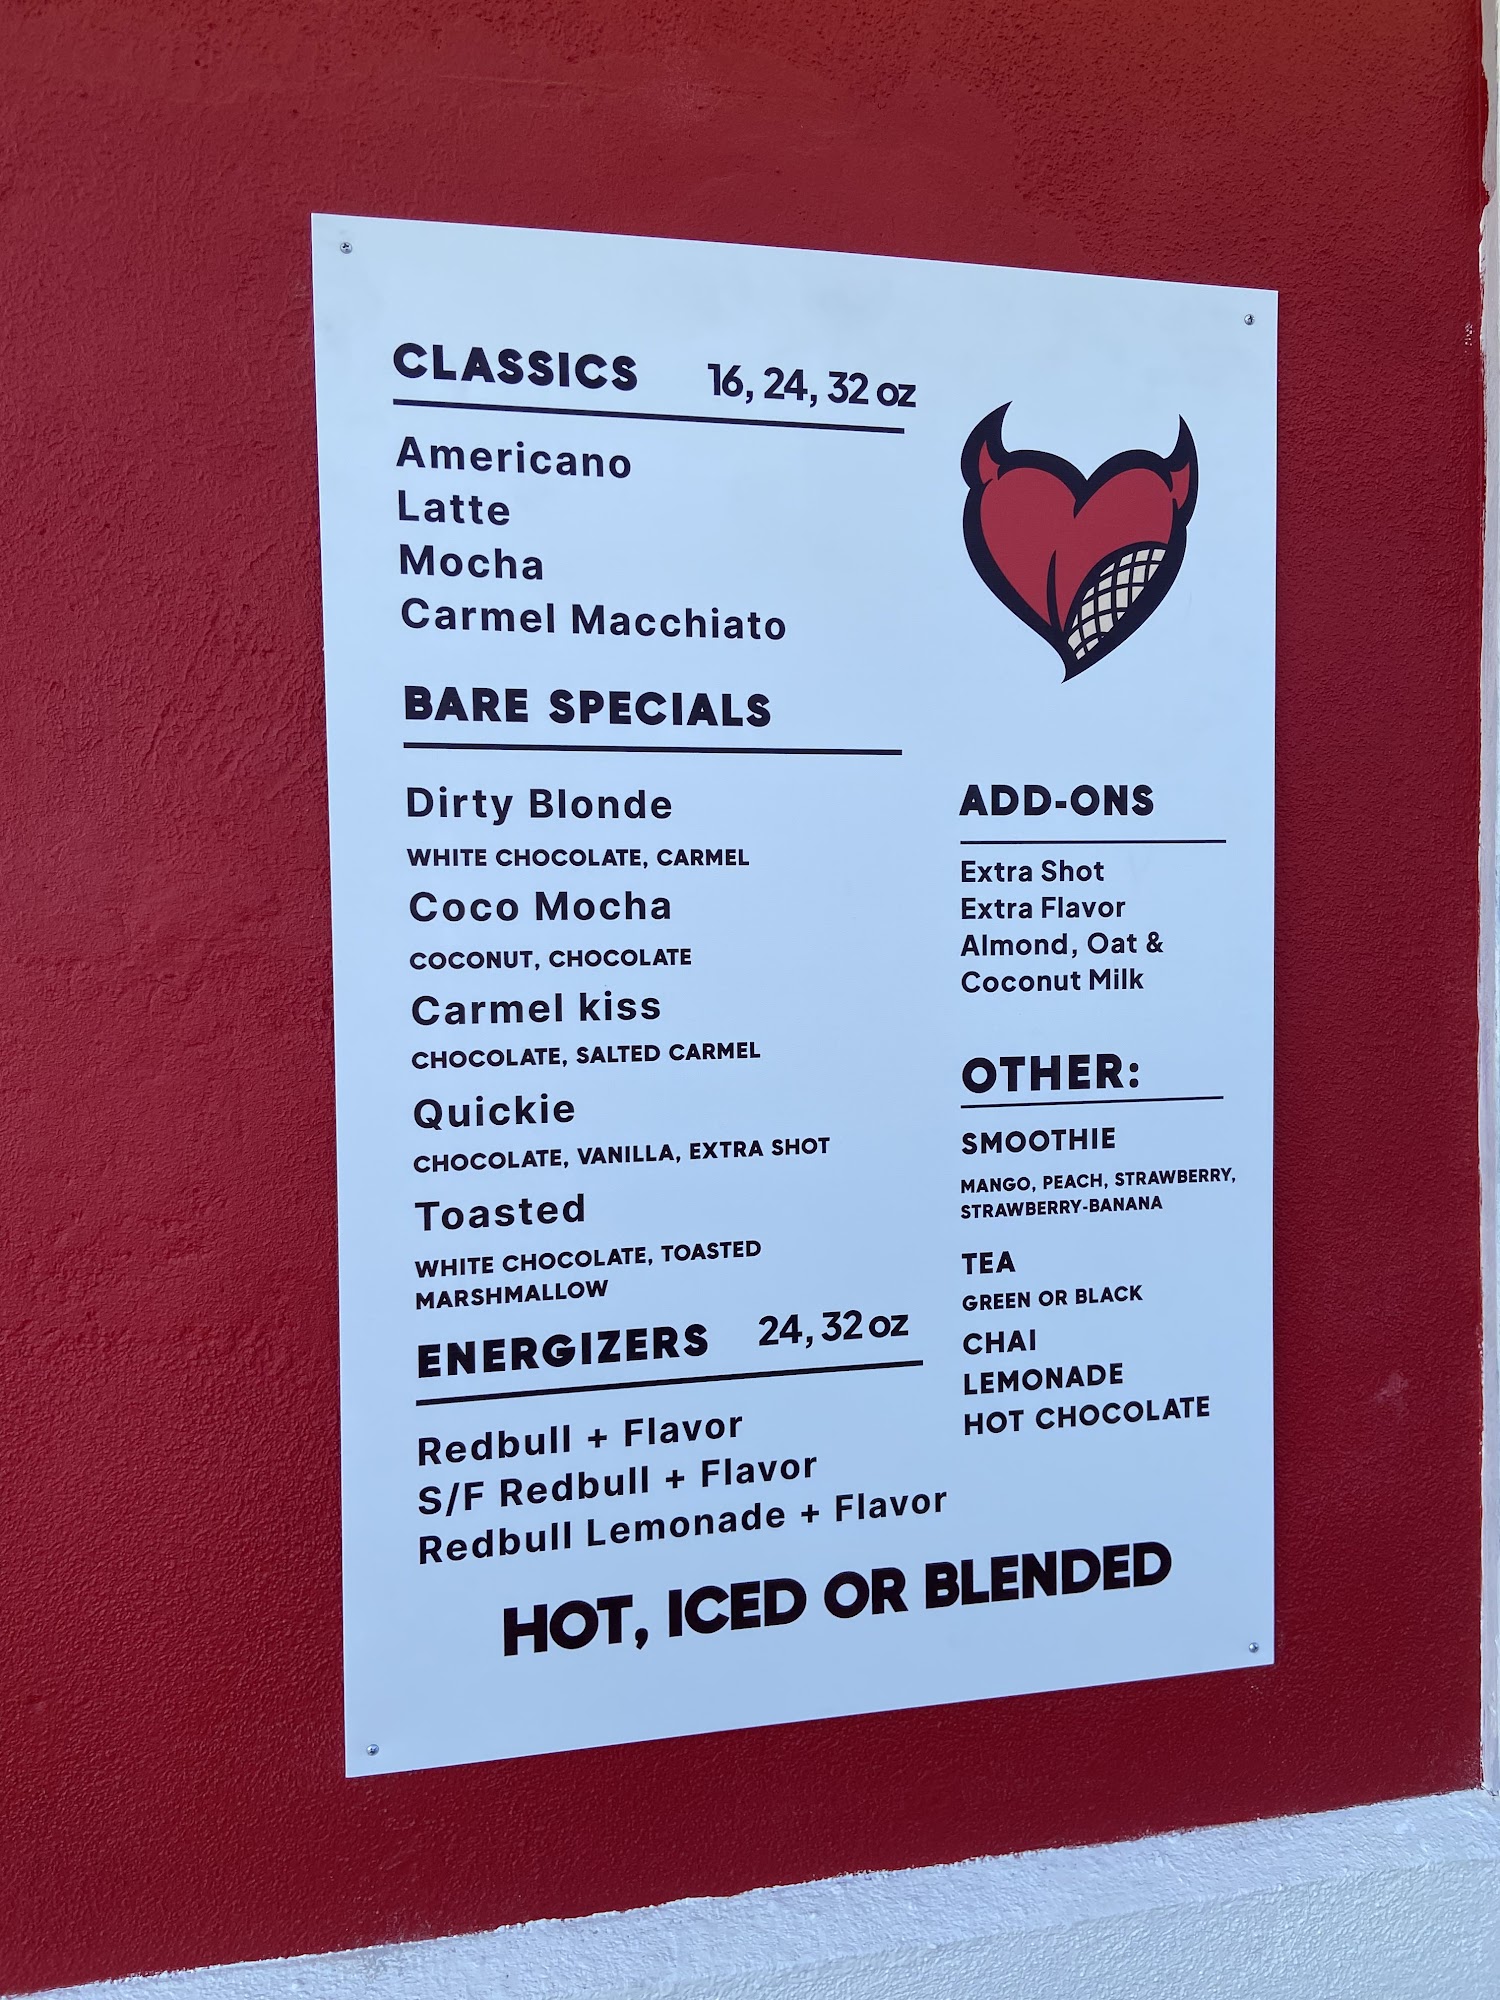 CLASSICS 16, 24, 32 oz
Americano
Latte
Mocha
Carmel Macchiato
BARE SPECIALS
Dirty Blonde
WHITE CHOCOLATE, CARMEL
Coco Mocha
COCONUT, CHOCOLATE
Carmel kiss
CHOCOLATE, SALTED CARMEL
Quickie
CHOCOLATE, VANILLA, EXTRA SHOT
Toasted
WHITE CHOCOLATE, TOASTED
MARSHMALLOW
ENERGIZERS 24, 32 oz
Redbull + Flavor
S/F Redbull + Flavor
Redbull Lemonade + Flavor
ADD-ONS
Extra Shot
Extra Flavor
Almond, Oat &
Coconut Milk
OTHER:
SMOOTHIE
MANGO, PEACH, STRAWBERRY,
STRAWBERRY-BANANA
TEA
GREEN OR BLACK
CHAI
LEMONADE
HOT CHOCOLATE
HOT, ICED OR BLENDED